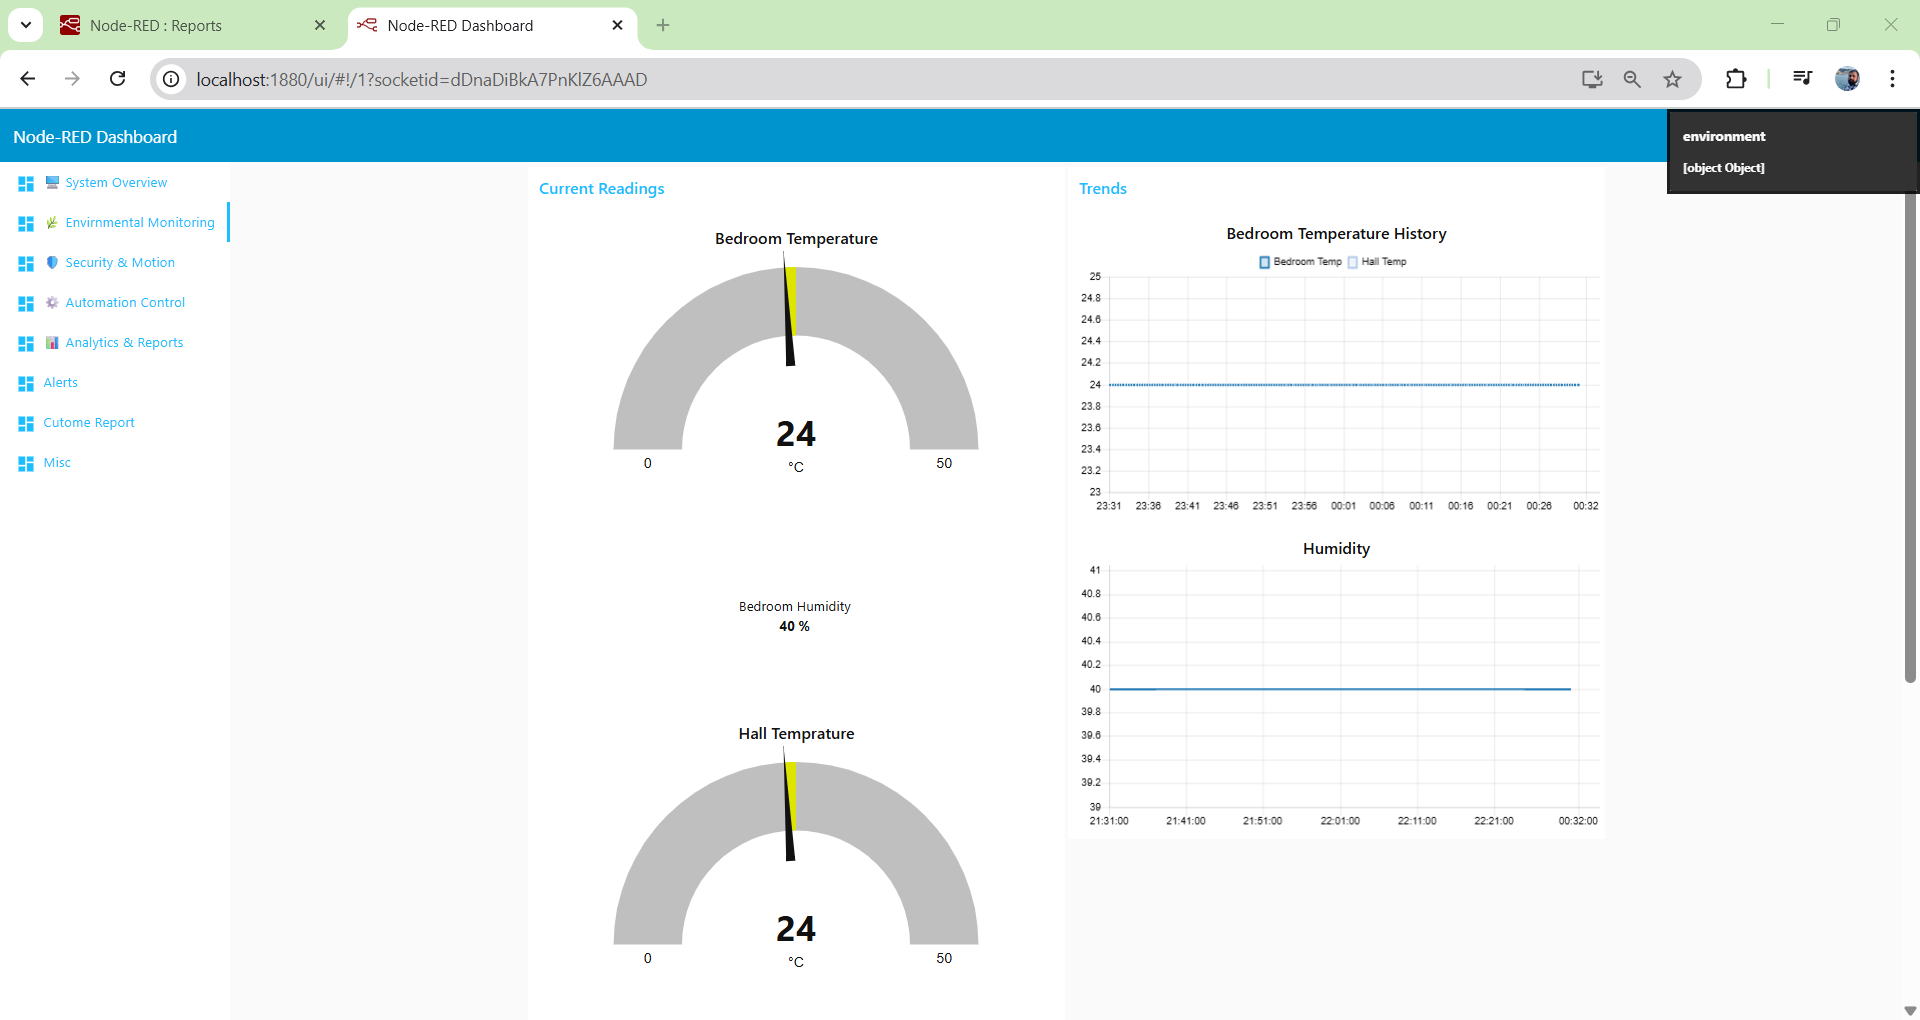 Node-RED : Reports
Node-RED Dashboard
localhost:1880/ui/#!/1?socketid=dDnaDiBkA7PnKlZ6AAAD
Node-RED Dashboard
environment
[object Object]
System Overview
Envirnmental Monitoring
Security & Motion
Automation Control
Analytics & Reports
Alerts
Cutome Report
Misc
Current Readings
Bedroom Temperature
24
°C
0
50
Bedroom Humidity
40 %
Hall Temprature
24
°C
0
50
Trends
Bedroom Temperature History
Bedroom Temp Hall Temp
25
24.8
24.6
24.4
24.2
24
23.8
23.6
23.4
23.2
23
23:31 23:36 23:41 23:46 23:51 23:56 00:01 00:06 00:11 00:16 00:21 00:26 00:32
Humidity
41
40.8
40.6
40.4
40.2
40
39.8
39.6
39.4
39.2
39
21:31:00 21:41:00 21:51:00 22:01:00 22:11:00 22:21:00 00:32:00